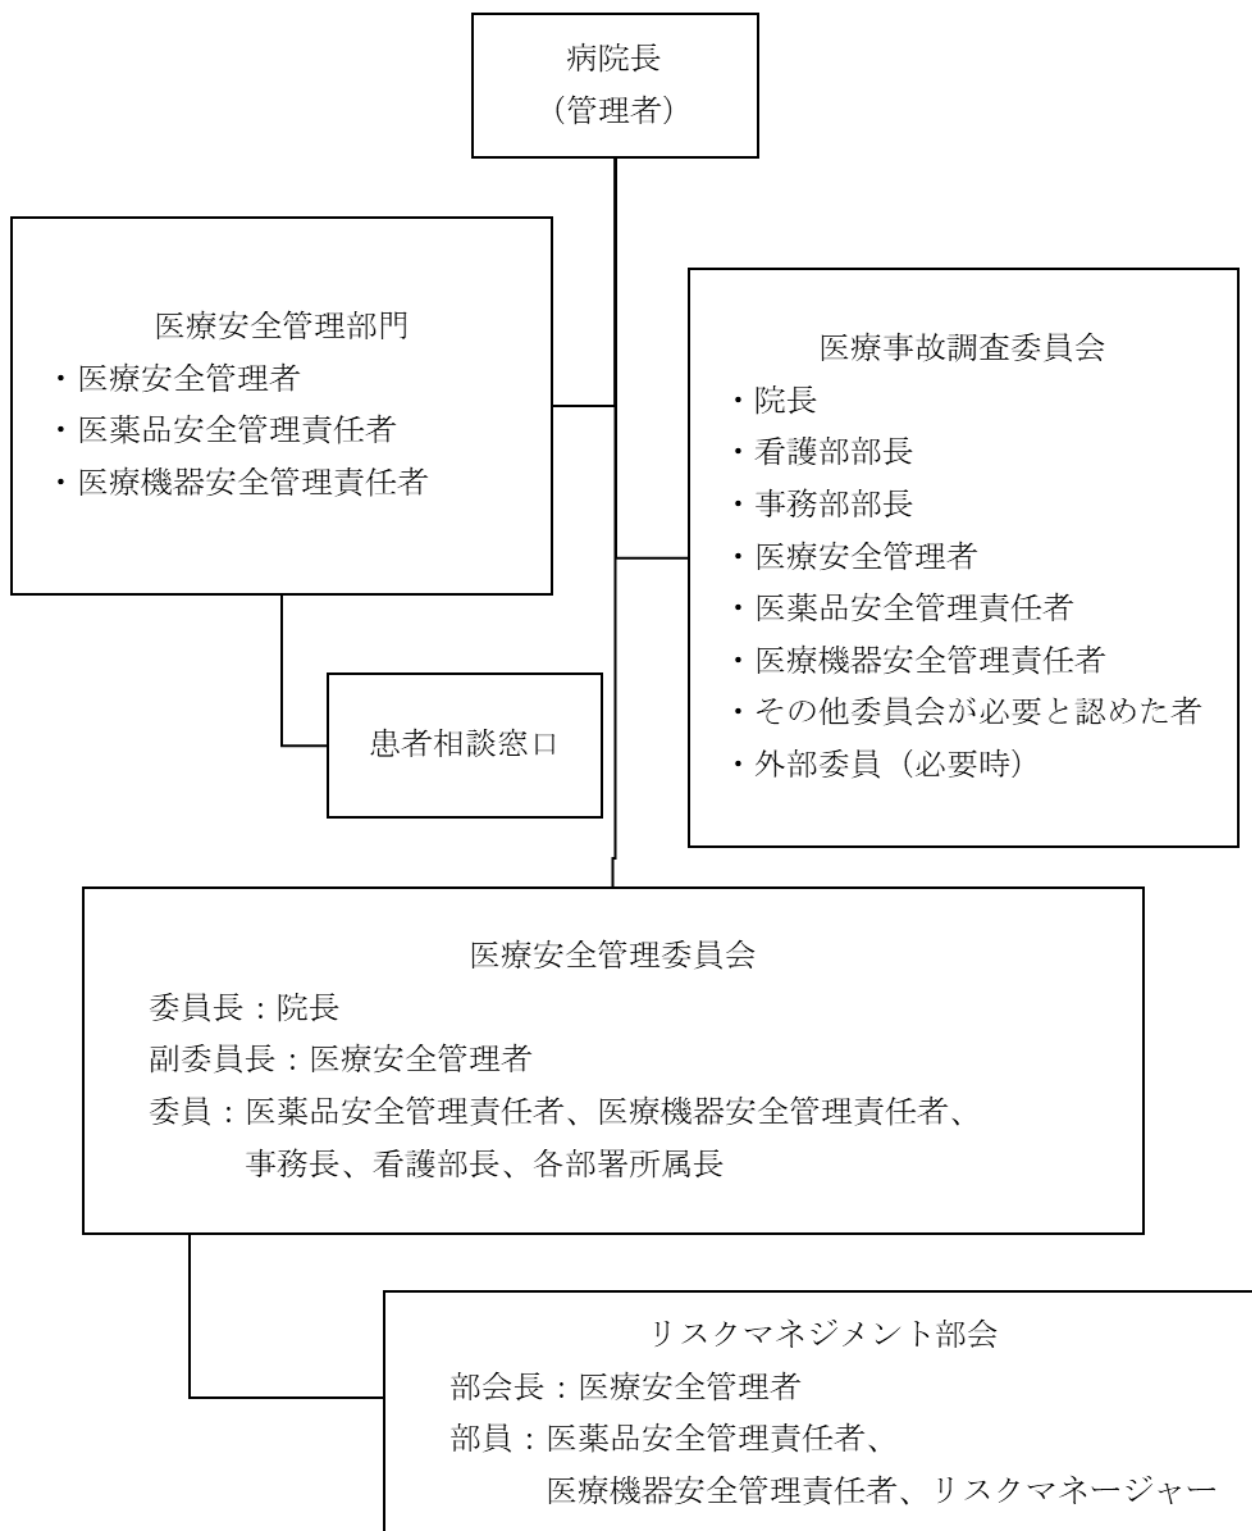 病院長
（管理者）
医療安全管理部門
・医療安全管理者
・医薬品安全管理責任者
・医療機器安全管理責任者
医療事故調査委員会
・院長
・看護部部長
・事務部部長
・医療安全管理者
・医薬品安全管理責任者
・医療機器安全管理責任者
・その他委員会が必要と認めた者
・外部委員（必要時）
患者相談窓口
医療安全管理委員会
委員長：院長
副委員長：医療安全管理者
委員：医薬品安全管理責任者、医療機器安全管理責任者、
事務長、看護部長、各部署所属長
リスクマネジメント部会
部会長：医療安全管理者
部員：医薬品安全管理責任者、
医療機器安全管理責任者、リスクマネージャー